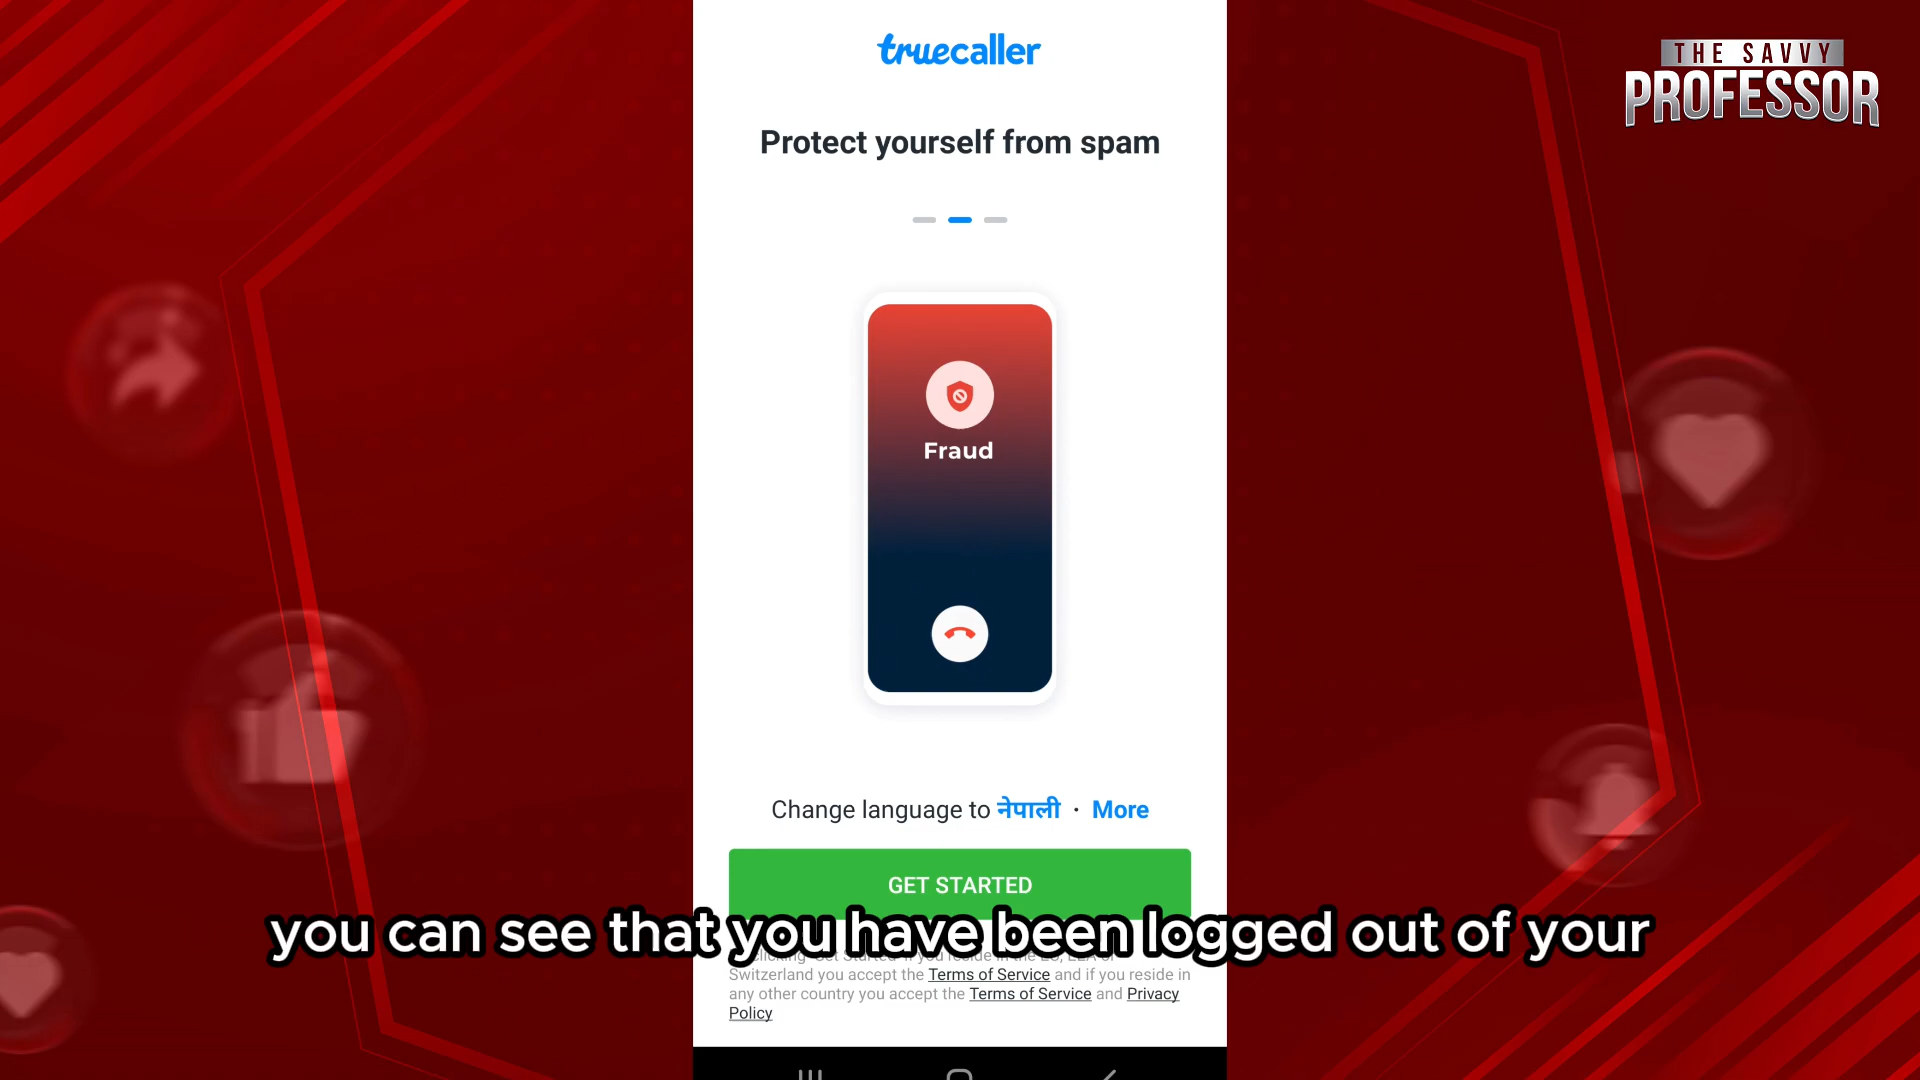 truecaller
THE SAVVY
PROFESSOR
Protect yourself from spam
Fraud
Change language to नेपाली · More
GET STARTED
you can see that you have been logged out of your
Switzerland you accept the Terms of Service and if you reside in
any other country you accept the Terms of Service and Privacy
Policy